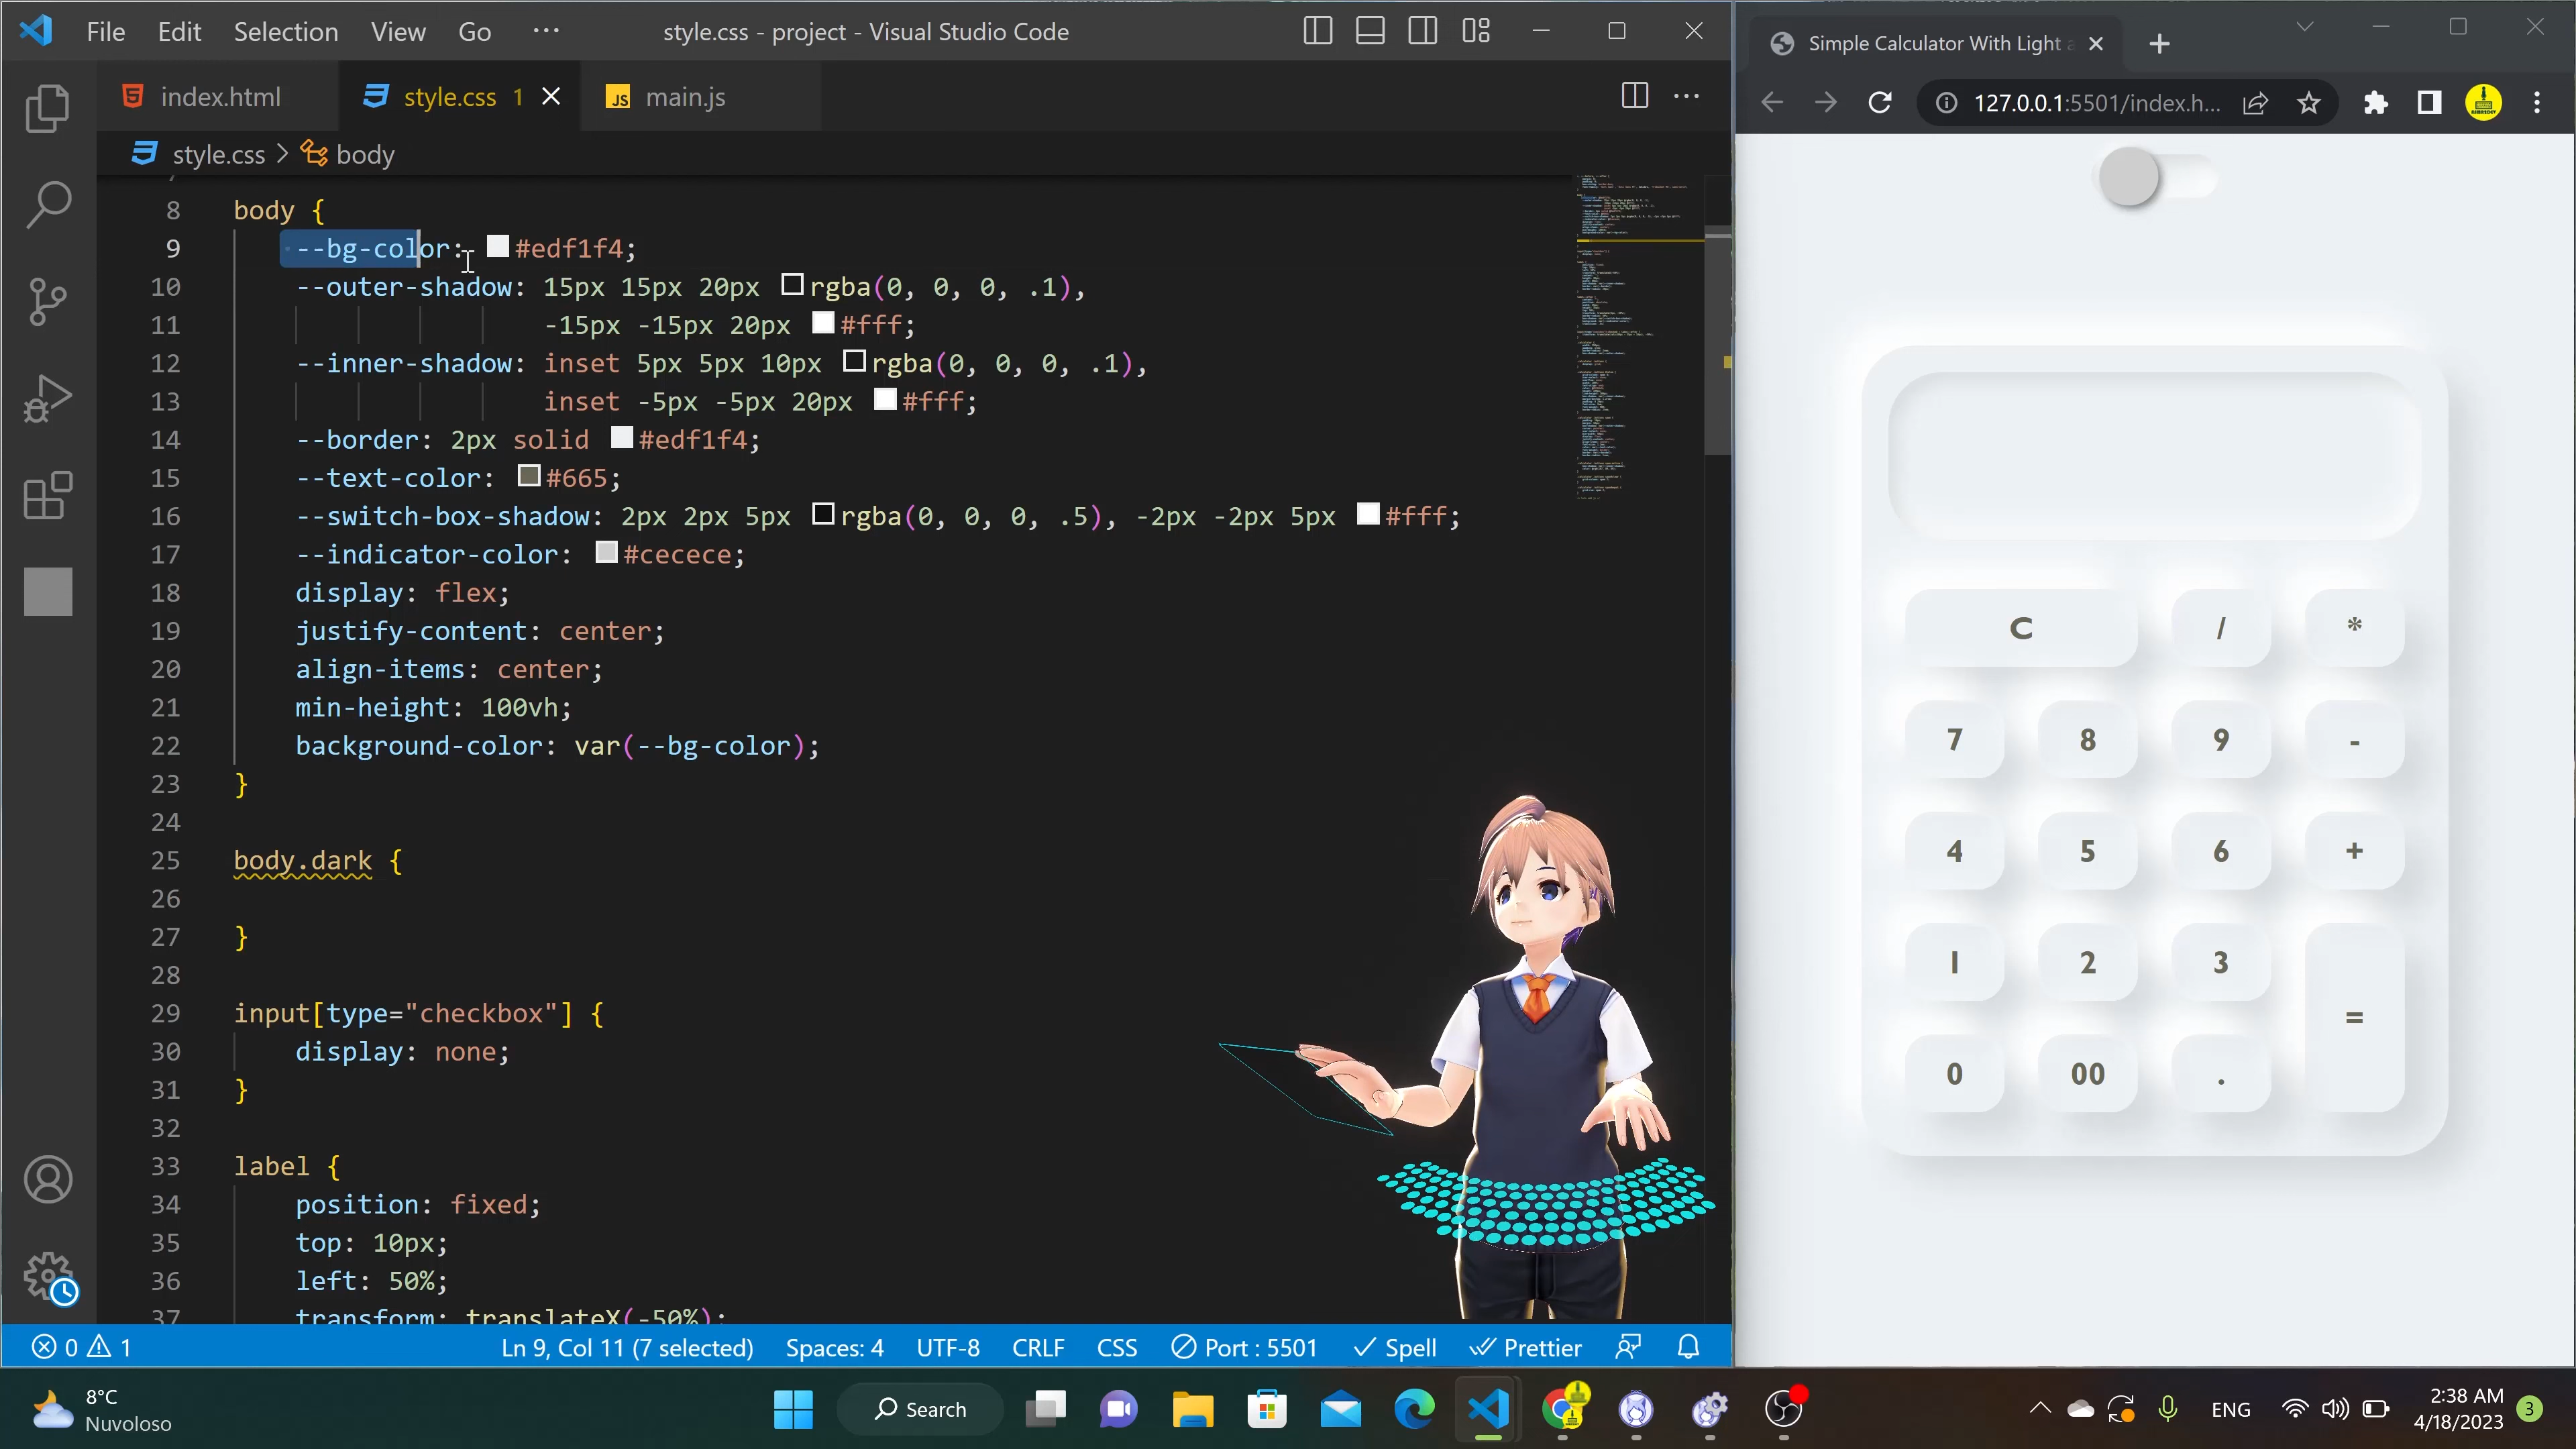 File Edit Selection View Go ··· style.css - project - Visual Studio Code
index.html style.css 1 JS main.js
style.css > body
8 body {
9 --bg-color: #edf1f4;
10 --outer-shadow: 15px 15px 20px rgba(0, 0, 0, .1),
11 -15px -15px 20px #fff;
12 --inner-shadow: inset 5px 5px 10px rgba(0, 0, 0, .1),
13 inset -5px -5px 20px #fff;
14 --border: 2px solid #edf1f4;
15 --text-color: #665;
16 --switch-box-shadow: 2px 2px 5px rgba(0, 0, 0, .5), -2px -2px 5px #fff;
17 --indicator-color: #cecece;
18 display: flex;
19 justify-content: center;
20 align-items: center;
21 min-height: 100vh;
22 background-color: var(--bg-color);
23 }
24
25 body.dark {
26
27 }
28
29 input[type="checkbox"] {
30 display: none;
31 }
32
33 label {
34 position: fixed;
35 top: 10px;
36 left: 50%;
37 transform: translateX(-50%);
0 1 Ln 9, Col 11 (7 selected) Spaces: 4 UTF-8 CRLF CSS Port : 5501 Spell Prettier
Simple Calculator With Light
127.0.0.1:5501/index.h...
C / *
7 8 9 -
4 5 6 +
1 2 3 =
0 00 .
8°C
Nuvoloso
Search
ENG
2:38 AM
4/18/2023
3